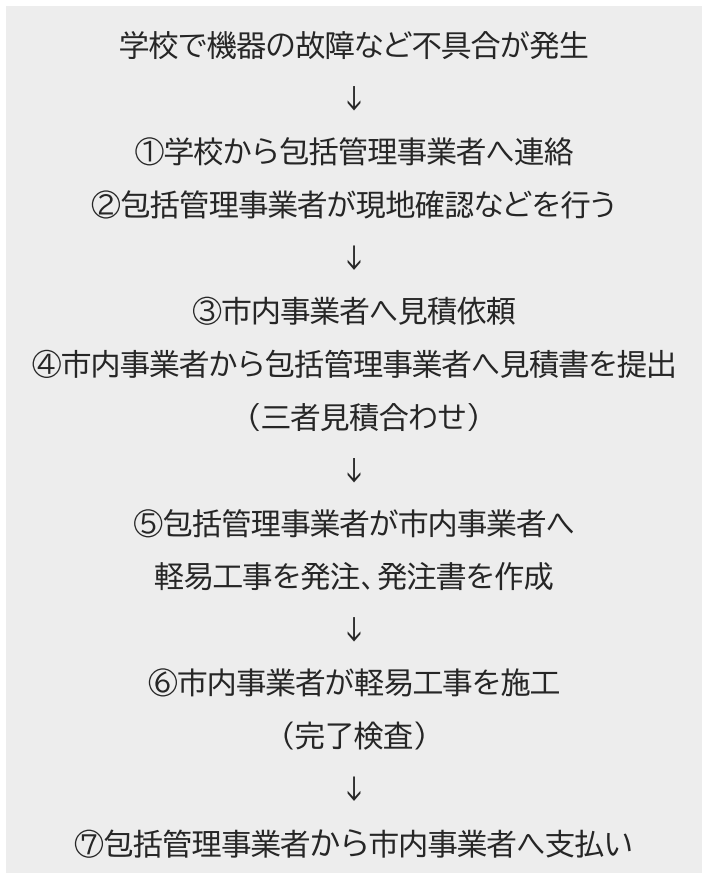 学校で機器の故障など不具合が発生
↓
①学校から包括管理事業者へ連絡
②包括管理事業者が現地確認などを行う
↓
③市内事業者へ見積依頼
④市内事業者から包括管理事業者へ見積書を提出
（三者見積合わせ）
↓
⑤包括管理事業者が市内事業者へ
軽易工事を発注、発注書を作成
↓
⑥市内事業者が軽易工事を施工
（完了検査）
↓
⑦包括管理事業者から市内事業者へ支払い